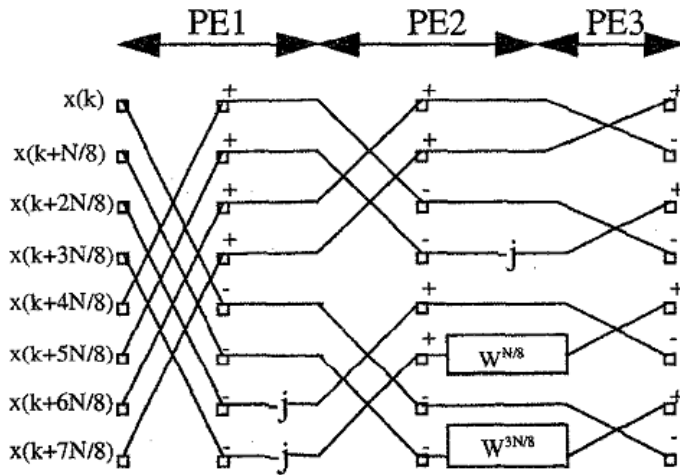 PE1 PE2 PE3
x(k) + + +
x(k+N/8) + + -
x(k+2N/8) + - +
x(k+3N/8) + - -j -
x(k+4N/8) - + +
x(k+5N/8) - + W^{N/8} -
x(k+6N/8) - -j - +
x(k+7N/8) - -j - W^{3N/8} -